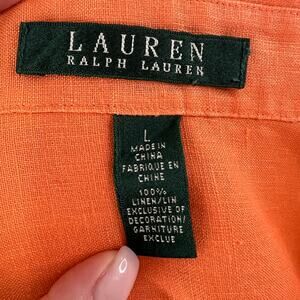 LAUREN
RALPH LAUREN
L
MADE IN
CHINA
FABRIQUE EN
CHINE
100%
LINEN/LIN
EXCLUSIVE OF
DECORATION/
GARNITURE
EXCLUE